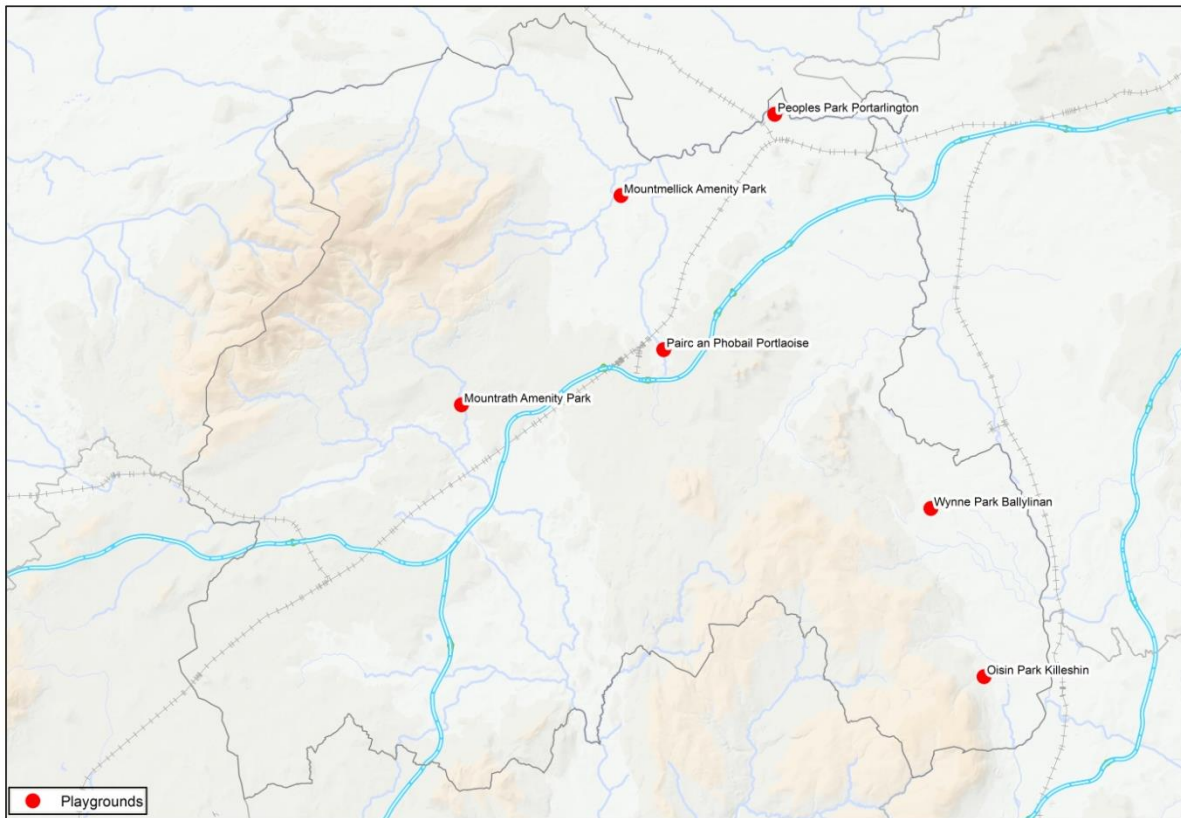 Peoples Park Portarlington
Mountmellick Amenity Park
Pairc an Phobail Portlaoise
Mountrath Amenity Park
Wynne Park Ballylinan
Oisin Park Killeshin
Playgrounds